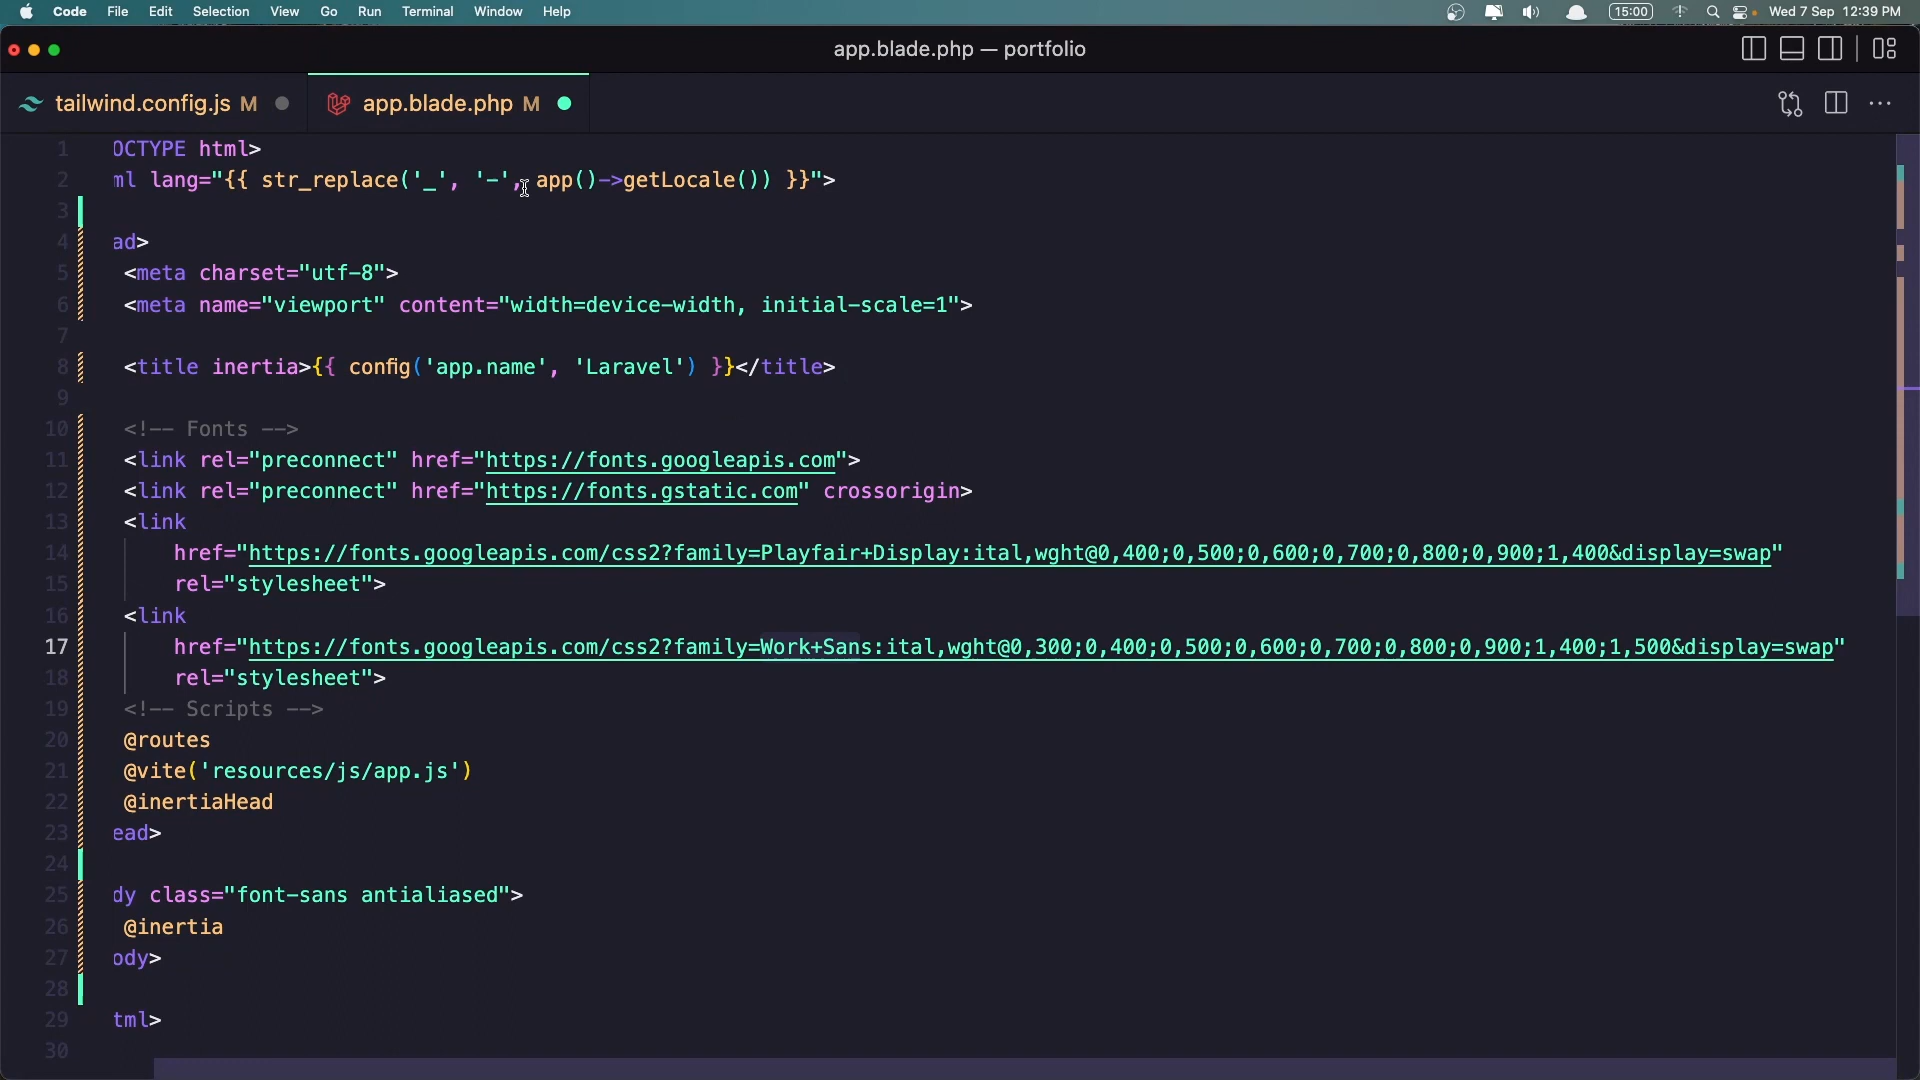 Code File Edit Selection View Go Run Terminal Window Help 15:00 Wed 7 Sep 12:39 PM
app.blade.php — portfolio
tailwind.config.js M app.blade.php M
1 OCTYPE html>
2 ml lang="{{ str_replace('_', '-', app()->getLocale()) }}">
3
4 ad>
5 <meta charset="utf-8">
6 <meta name="viewport" content="width=device-width, initial-scale=1">
7
8 <title inertia>{{ config('app.name', 'Laravel') }}</title>
9
10 <!-- Fonts -->
11 <link rel="preconnect" href="https://fonts.googleapis.com">
12 <link rel="preconnect" href="https://fonts.gstatic.com" crossorigin>
13 <link
14 href="https://fonts.googleapis.com/css2?family=Playfair+Display:ital,wght@0,400;0,500;0,600;0,700;0,800;0,900;1,400&display=swap"
15 rel="stylesheet">
16 <link
17 href="https://fonts.googleapis.com/css2?family=Work+Sans:ital,wght@0,300;0,400;0,500;0,600;0,700;0,800;0,900;1,400;1,500&display=swap"
18 rel="stylesheet">
19 <!-- Scripts -->
20 @routes
21 @vite('resources/js/app.js')
22 @inertiaHead
23 ead>
24
25 dy class="font-sans antialiased">
26 @inertia
27 ody>
28
29 tml>
30